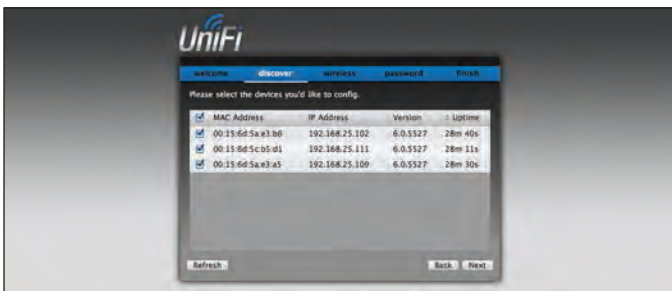 UniFi
welcome discover wireless password finish
Please select the devices you'd like to config.
MAC Address IP Address Version Uptime
00:15:6d:5a:e3:b6 192.168.25.102 6.0.5527 28m 40s
00:15:6d:5c:b5:d1 192.168.25.111 6.0.5527 28m 11s
00:15:6d:5a:e3:a5 192.168.25.109 6.0.5527 28m 30s
Refresh Back Next